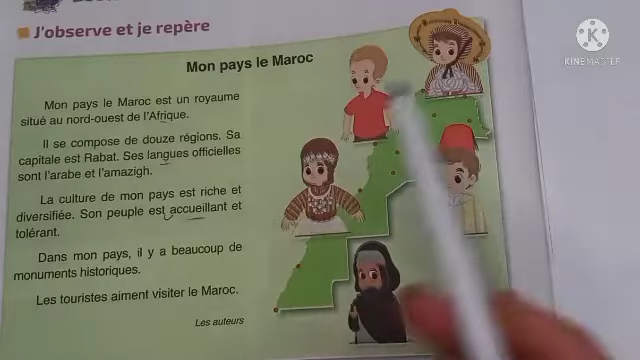 J'observe et je repère
Mon pays le Maroc
Mon pays le Maroc est un royaume
situé au nord-ouest de l'Afrique.
Il se compose de douze régions. Sa
capitale est Rabat. Ses langues officielles
sont l'arabe et l'amazigh.
La culture de mon pays est riche et
diversifiée. Son peuple est accueillant et
tolérant.
Dans mon pays, il y a beaucoup de
monuments historiques.
Les touristes aiment visiter le Maroc.
Les auteurs
KINEMASTER